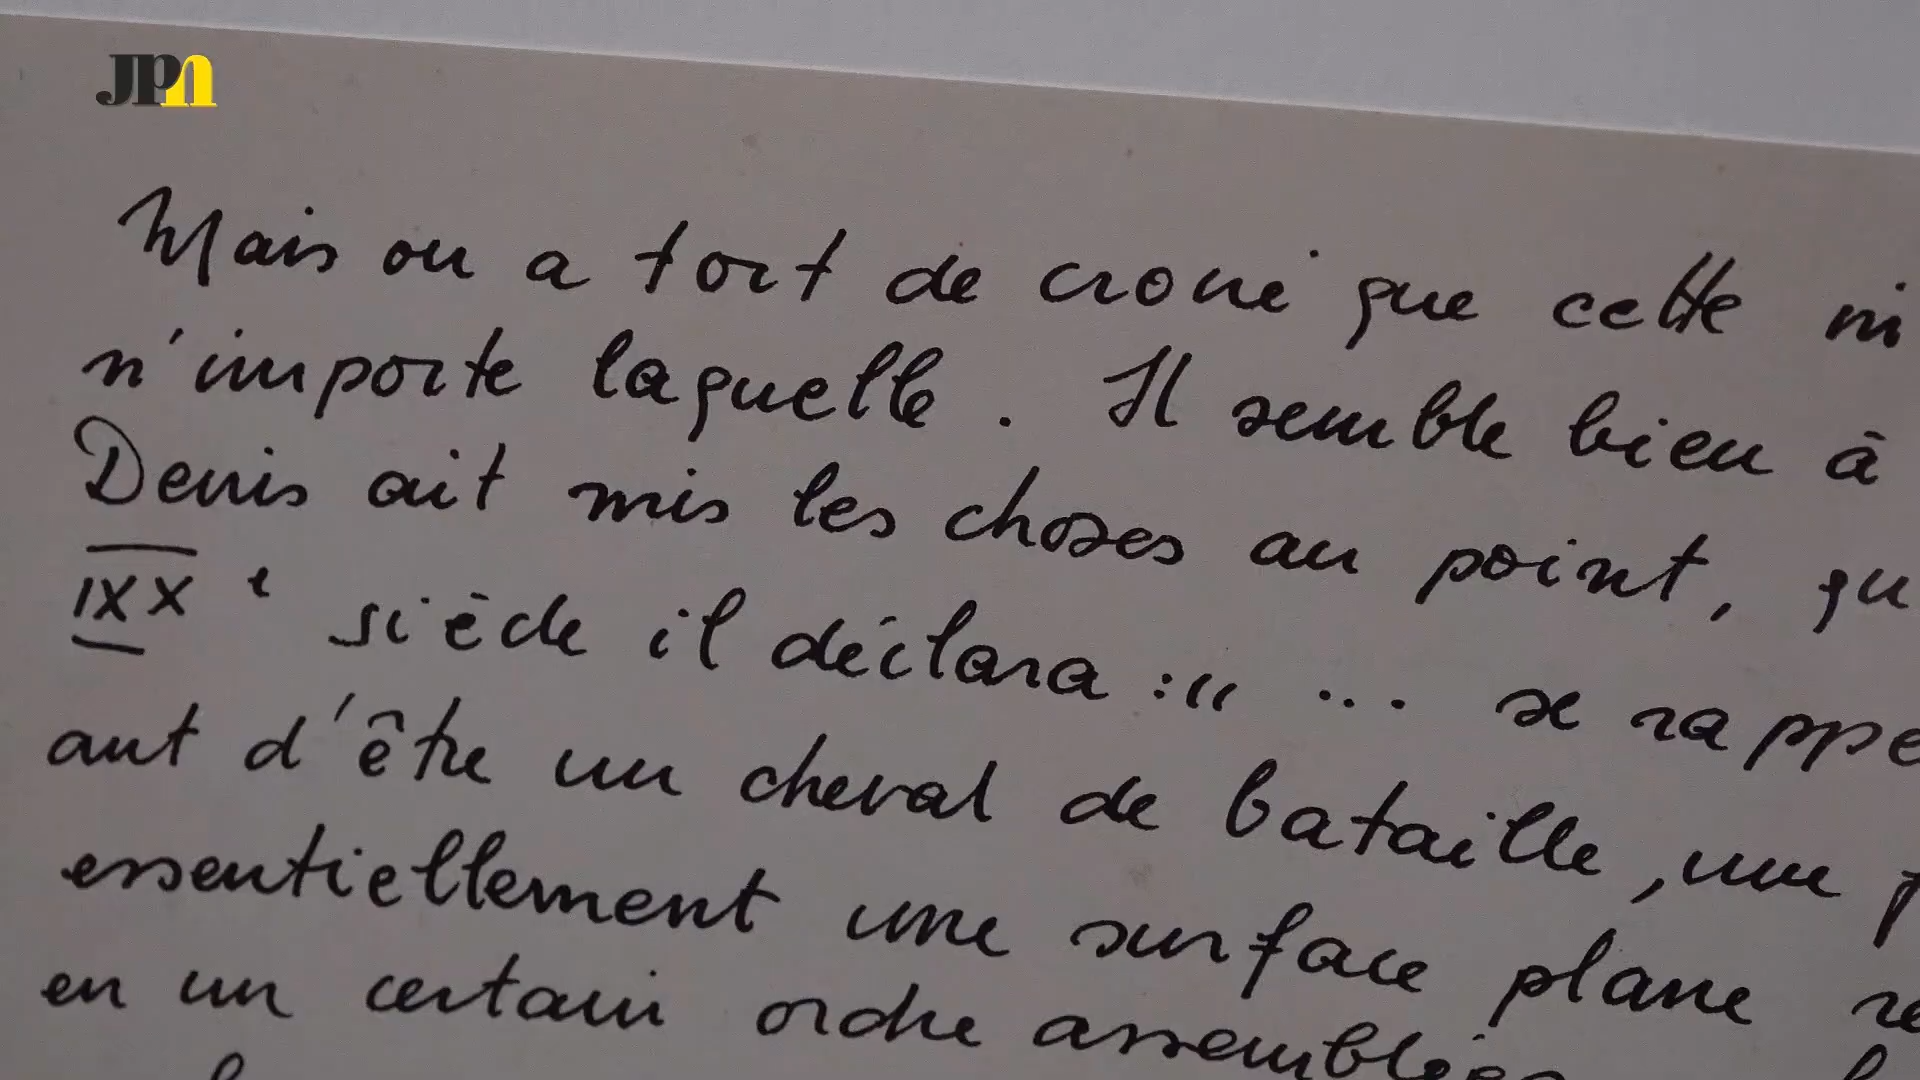 JPN
Mais on a tort de croire que cette
n'importe laquelle. Il semble bien à
Denis ait mis les choses au point, qu
IXX e siècle il déclara : " ... se rappe
ant d'être un cheval de bataille, une
essentiellement une surface plane re
en un certain ordre assemblées